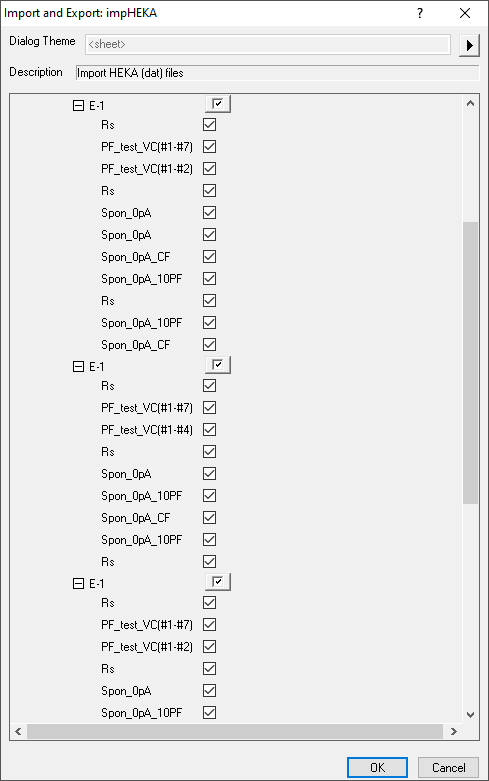 Import and Export: impHEKA
Dialog Theme <sheet>
Description Import HEKA (dat) files
E-1
Rs
PF_test_VC(#1-#7)
PF_test_VC(#1-#2)
Rs
Spon_0pA
Spon_0pA
Spon_0pA_CF
Spon_0pA_10PF
Rs
Spon_0pA_10PF
Spon_0pA_CF
E-1
Rs
PF_test_VC(#1-#7)
PF_test_VC(#1-#4)
Rs
Spon_0pA
Spon_0pA_10PF
Spon_0pA_CF
Spon_0pA_10PF
Rs
E-1
Rs
PF_test_VC(#1-#7)
PF_test_VC(#1-#2)
Rs
Spon_0pA
Spon_0pA_10PF
OK Cancel